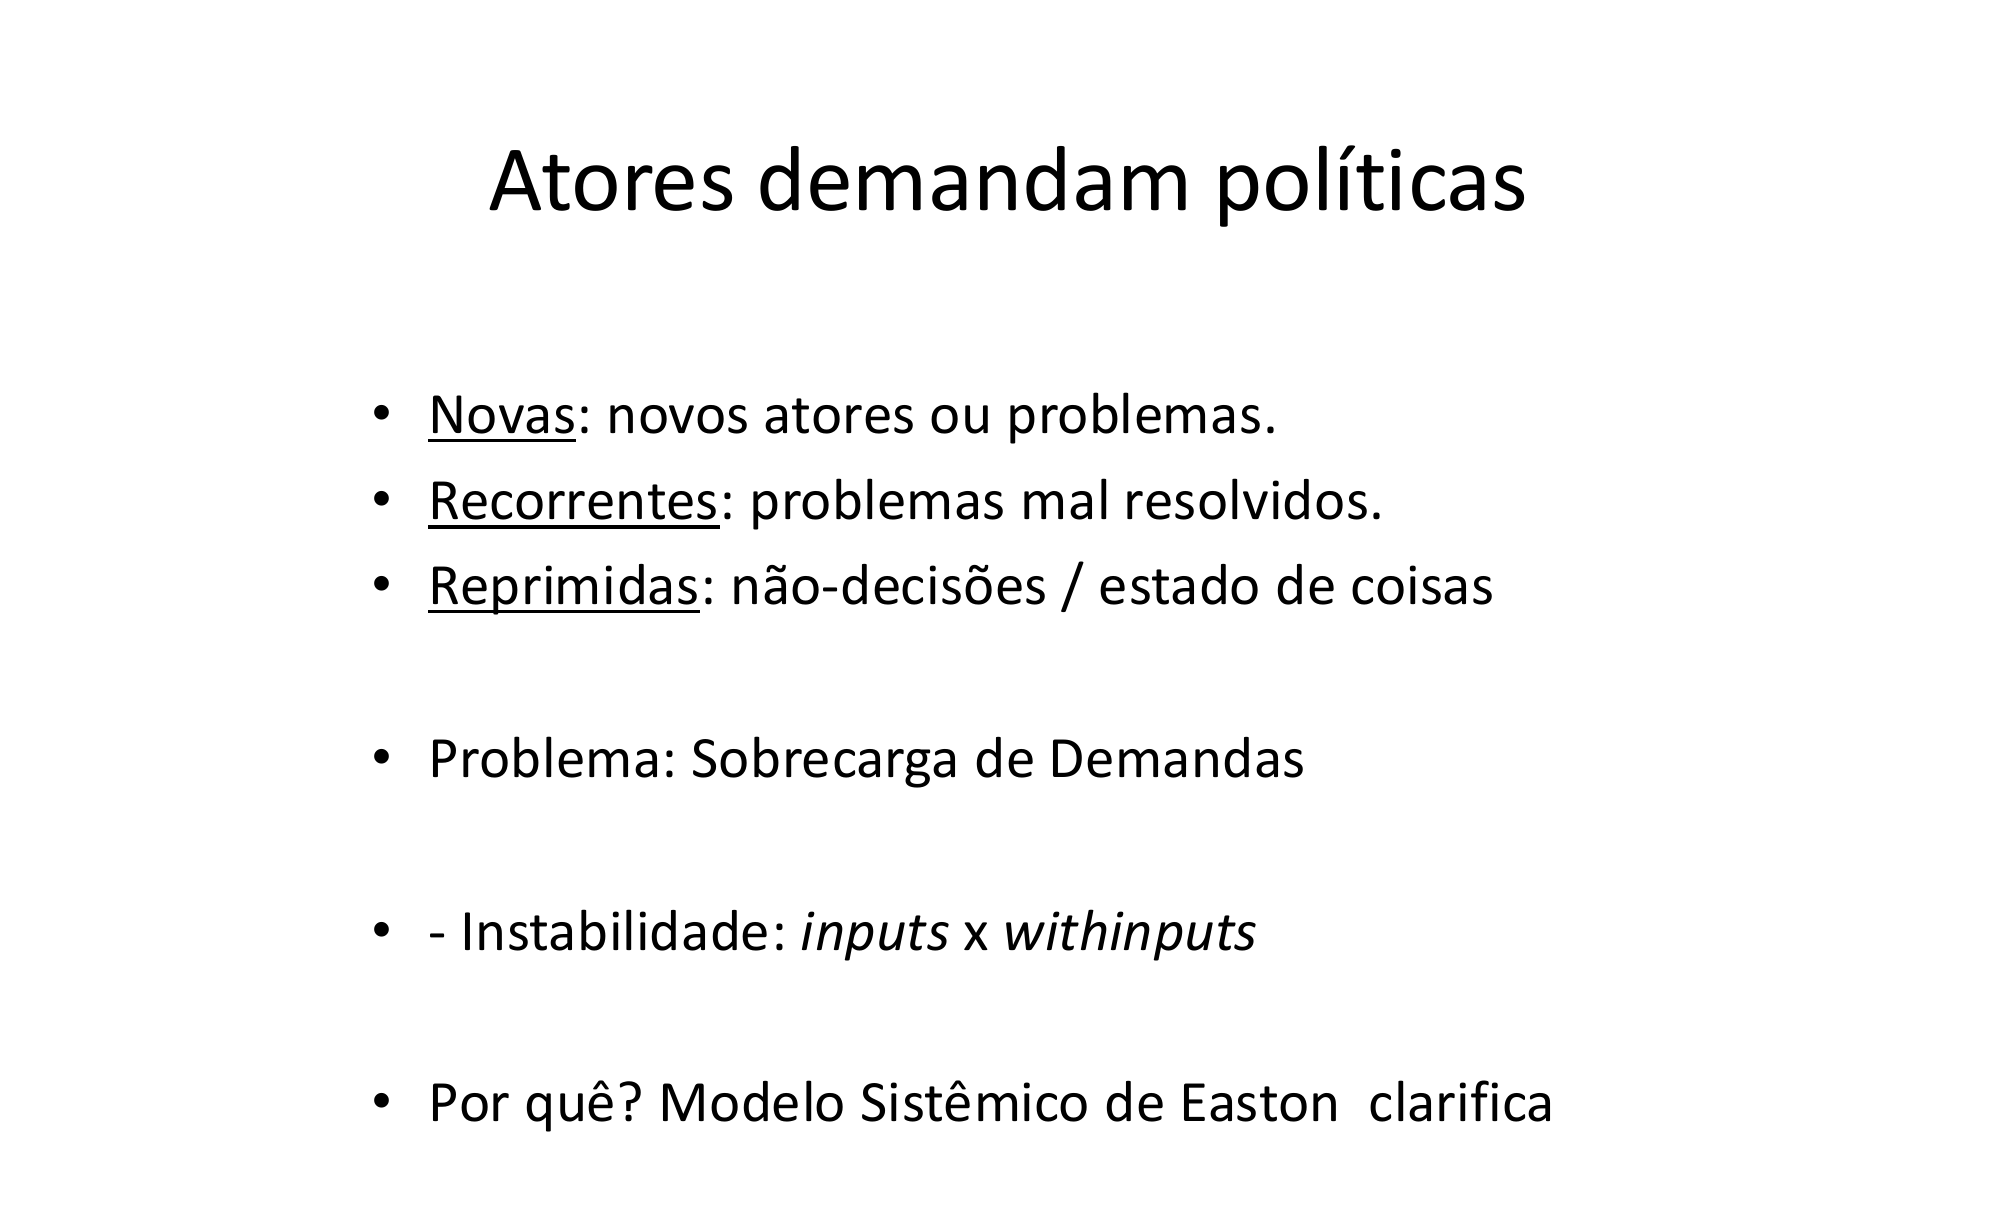 Atores demandam políticas
• Novas: novos atores ou problemas.
• Recorrentes: problemas mal resolvidos.
• Reprimidas: não-decisões / estado de coisas
• Problema: Sobrecarga de Demandas
• - Instabilidade: inputs x withinputs
• Por quê? Modelo Sistêmico de Easton  clarifica